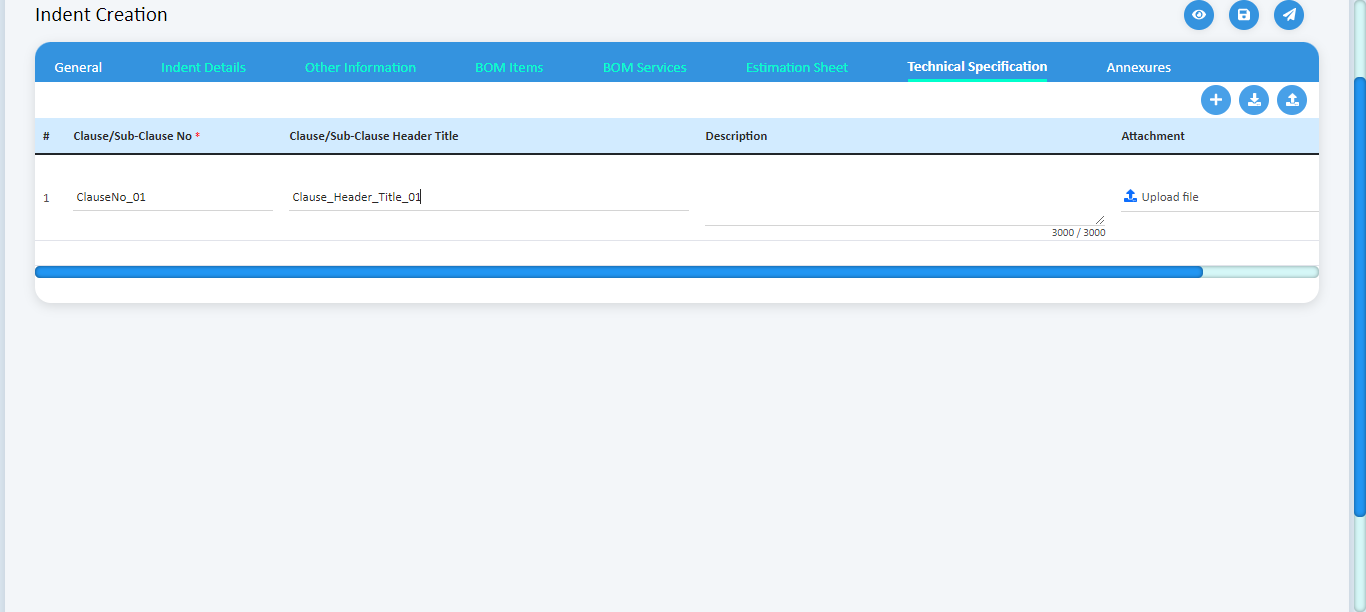 Indent Creation
General Indent Details Other Information BOM Items BOM Services Estimation Sheet Technical Specification Annexures
# Clause/Sub-Clause No * Clause/Sub-Clause Header Title Description Attachment
1 ClauseNo_01 Clause_Header_Title_01 Upload file
3000 / 3000